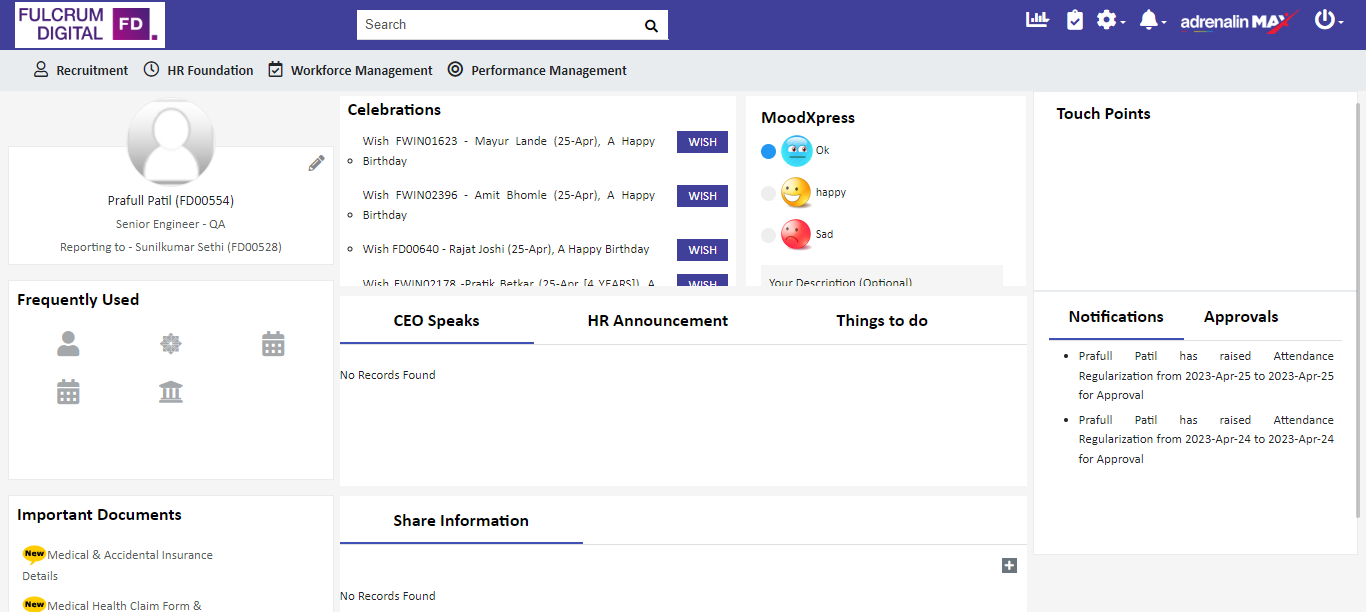 FULCRUM
DIGITAL
FD
Search
adrenalin MAX
Recruitment
HR Foundation
Workforce Management
Performance Management
Prafull Patil (FD00554)
Senior Engineer - QA
Reporting to - Sunilkumar Sethi (FD00528)
Frequently Used
Important Documents
New Medical & Accidental Insurance
Details
New Medical Health Claim Form &
Celebrations
Wish FWIN01623 - Mayur Lande (25-Apr), A Happy
Birthday
WISH
Wish FWIN02396 - Amit Bhomle (25-Apr), A Happy
Birthday
WISH
Wish FD00640 - Rajat Joshi (25-Apr), A Happy Birthday
WISH
Wish FWIN02178 -Pratik Betkar (25-Apr [4 YEARS]), A
WISH
MoodXpress
Ok
happy
Sad
Your Description (Optional)
CEO Speaks
HR Announcement
Things to do
No Records Found
Share Information
No Records Found
Touch Points
Notifications
Approvals
Prafull Patil has raised Attendance
Regularization from 2023-Apr-25 to 2023-Apr-25
for Approval
Prafull Patil has raised Attendance
Regularization from 2023-Apr-24 to 2023-Apr-24
for Approval